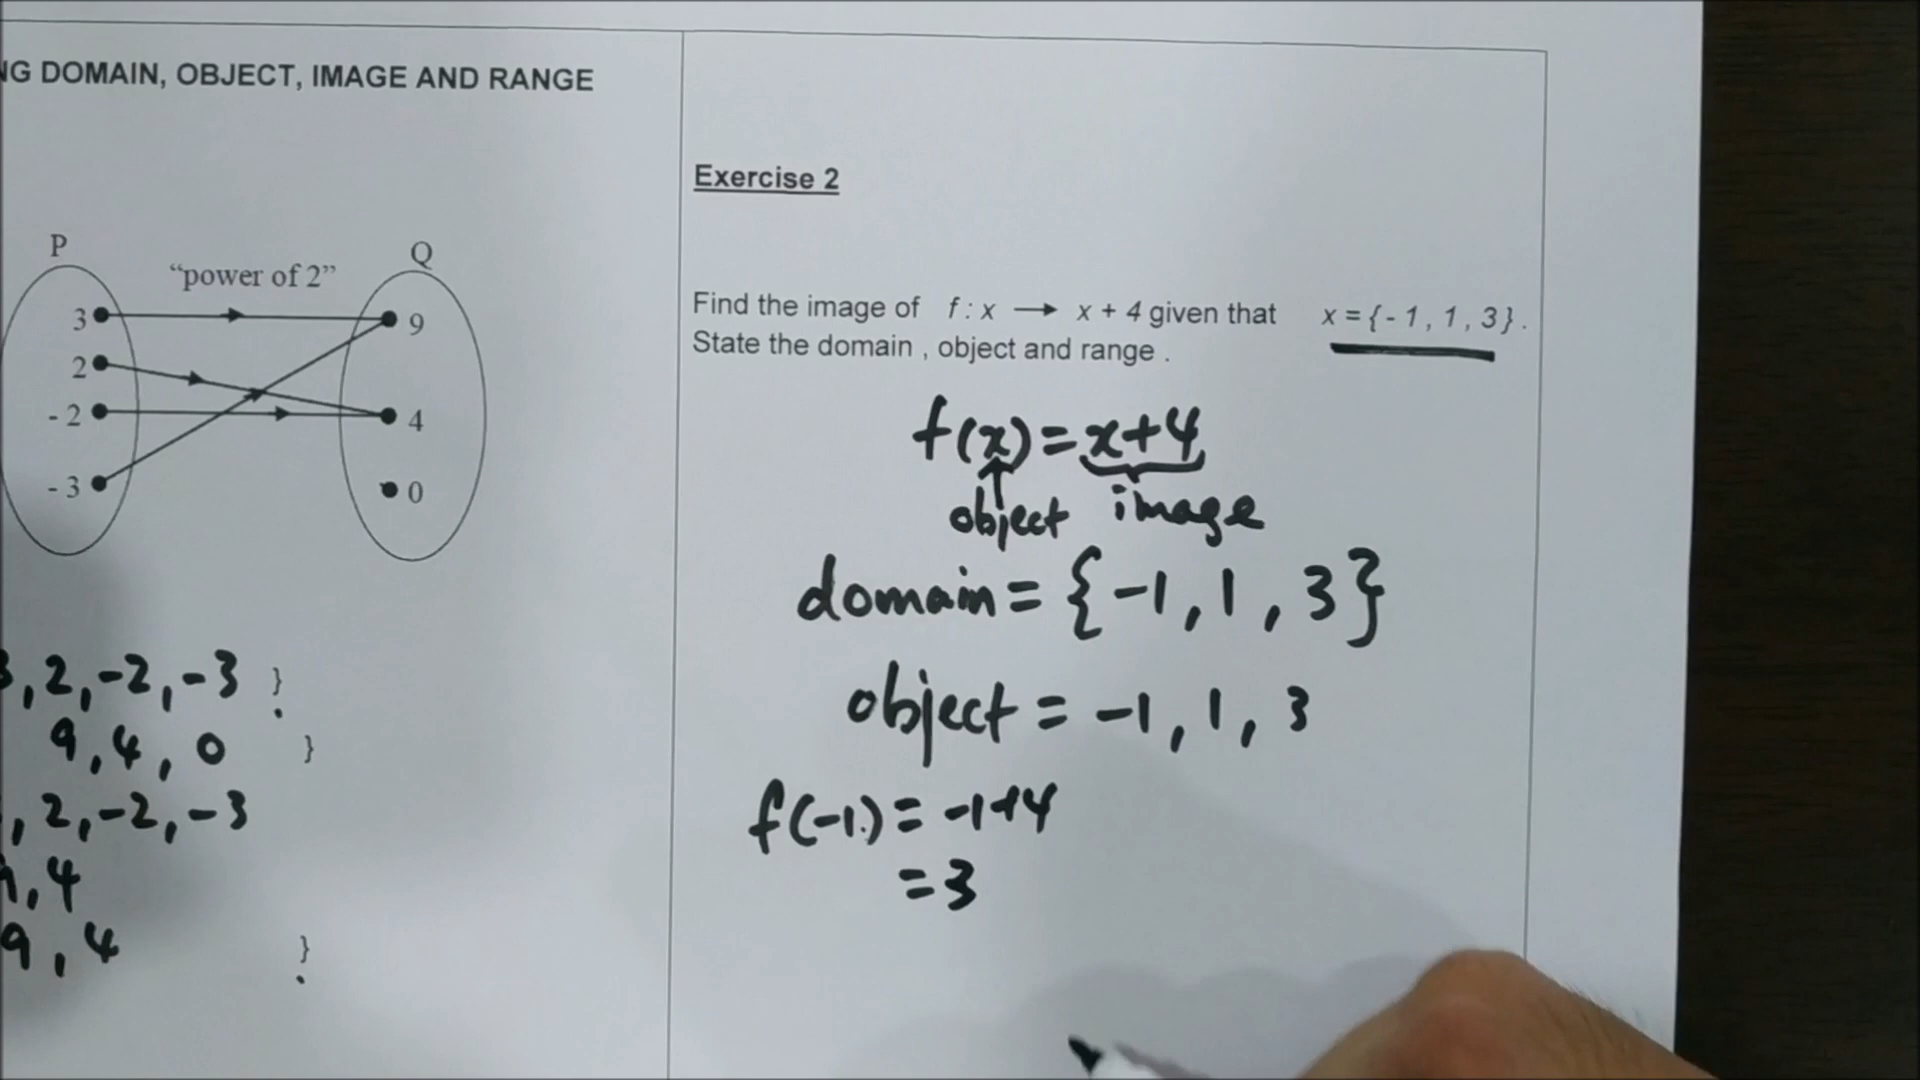 NG DOMAIN, OBJECT, IMAGE AND RANGE
P
Q
“power of 2”
3
9
2
- 2
4
- 3
0
, 2, -2, -3 }.
9, 4, 0 }
, 2, -2, -3
, 4
9, 4 }.
Exercise 2
Find the image of f : x → x + 4 given that x = { - 1 , 1 , 3 } .
State the domain , object and range .
f(x) = x+4
object image
domain = {-1, 1, 3}
object = -1, 1, 3
f(-1) = -1+4
= 3